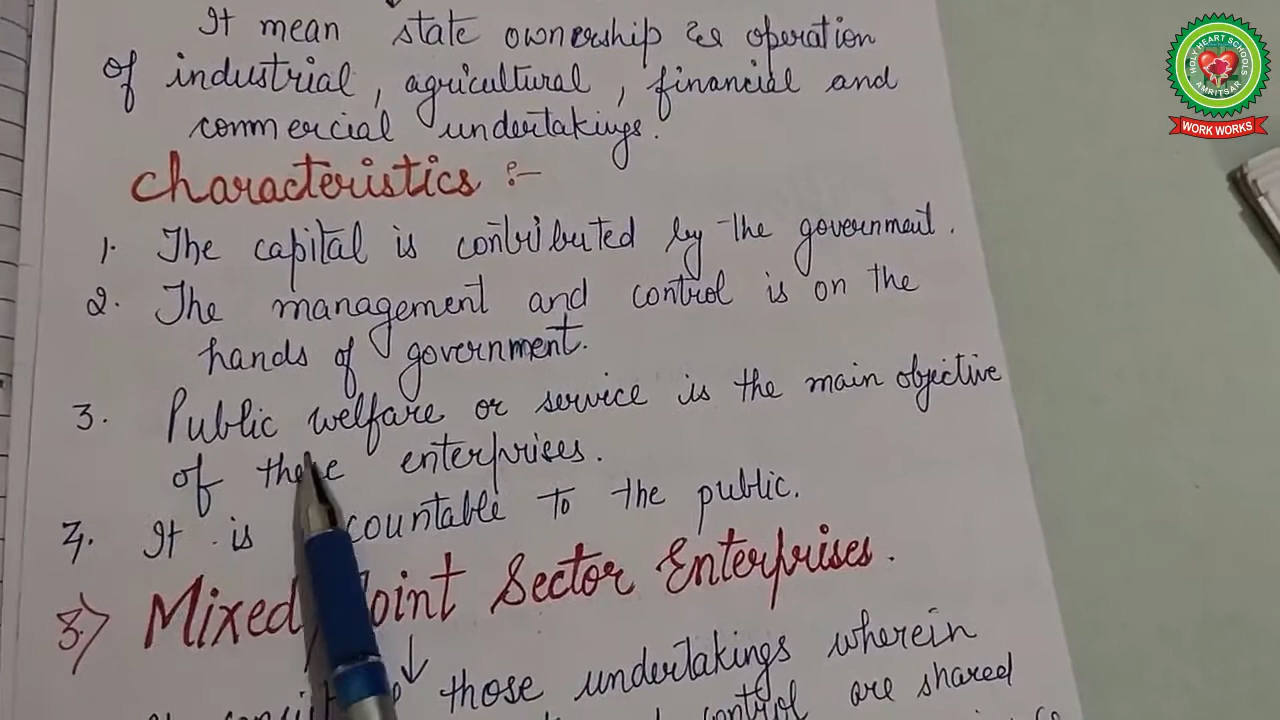 It mean state ownership & operation
of industrial, agricultural, financial and
commercial undertakings.
Characteristics :-
1. The capital is contributed by the government.
2. The management and control is on the
hands of government.
3. Public welfare or service is the main objective
of these enterprises.
4. It is countable to the public.
3.) Mixed/Joint Sector Enterprises.
those undertakings wherein
control are shared
HOLY HEART SCHOOLS
AMRITSAR
WORK WORKS